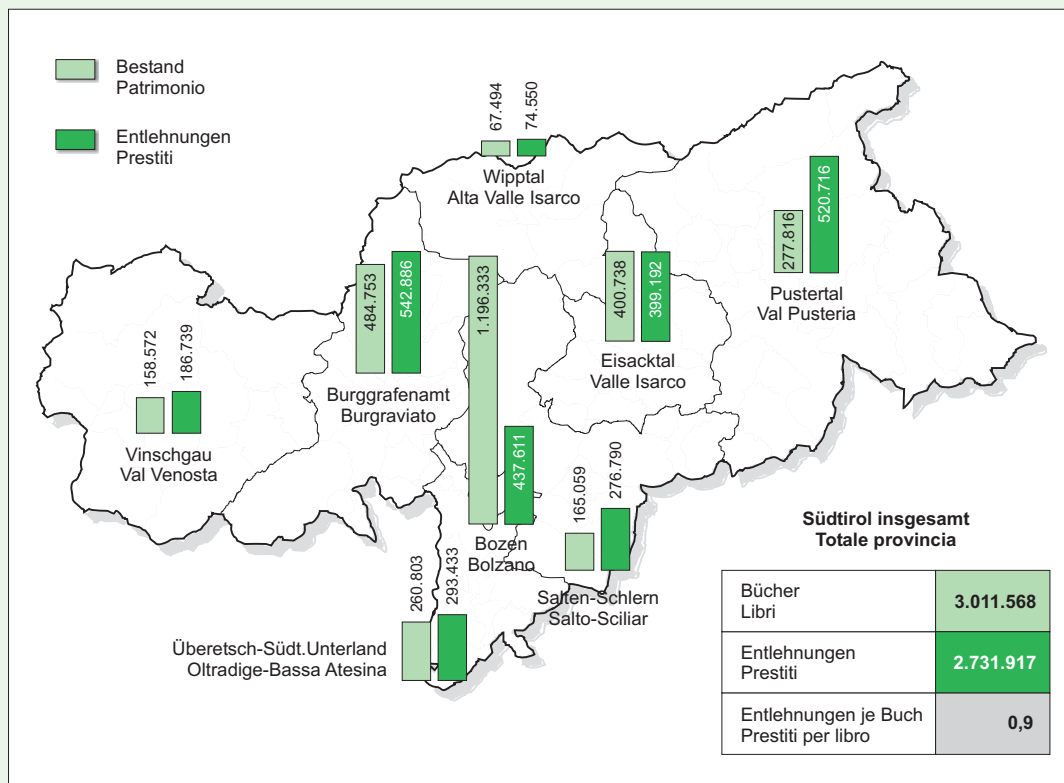 Bestand
Patrimonio
Entlehnungen
Prestiti
67.494
74.550
Wipptal
Alta Valle Isarco
277.816
520.716
Pustertal
Val Pusteria
484.753
542.886
Burggrafenamt
Burgraviato
1.196.333
437.611
Bozen
Bolzano
400.738
399.192
Eisacktal
Valle Isarco
158.572
186.739
Vinschgau
Val Venosta
165.059
276.790
Salten-Schlern
Salto-Sciliar
260.803
293.433
Überetsch-Südt.Unterland
Oltradige-Bassa Atesina
Südtirol insgesamt
Totale provincia
Bücher
Libri
3.011.568
Entlehnungen
Prestiti
2.731.917
Entlehnungen je Buch
Prestiti per libro
0,9